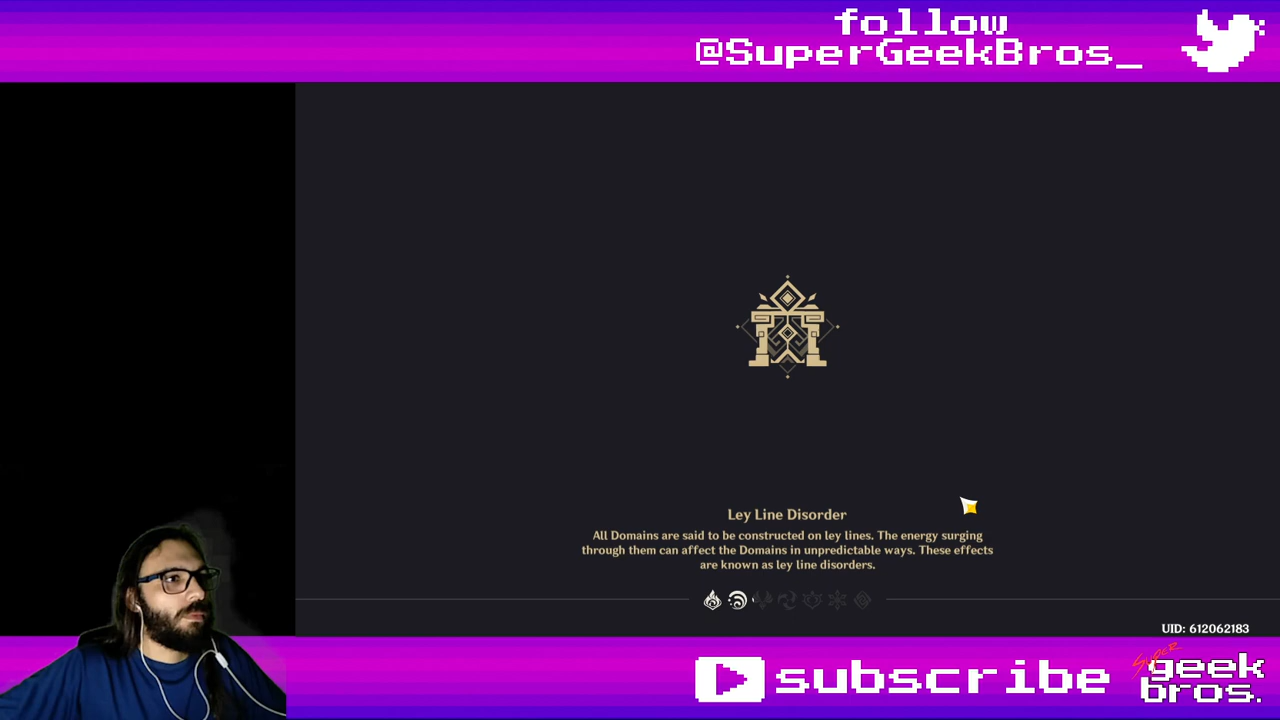 follow
@SuperGeekBros_
Ley Line Disorder
All Domains are said to be constructed on ley lines. The energy surging
through them can affect the Domains in unpredictable ways. These effects
are known as ley line disorders.
UID: 612062183
subscribe
SUPER
geek
bros.